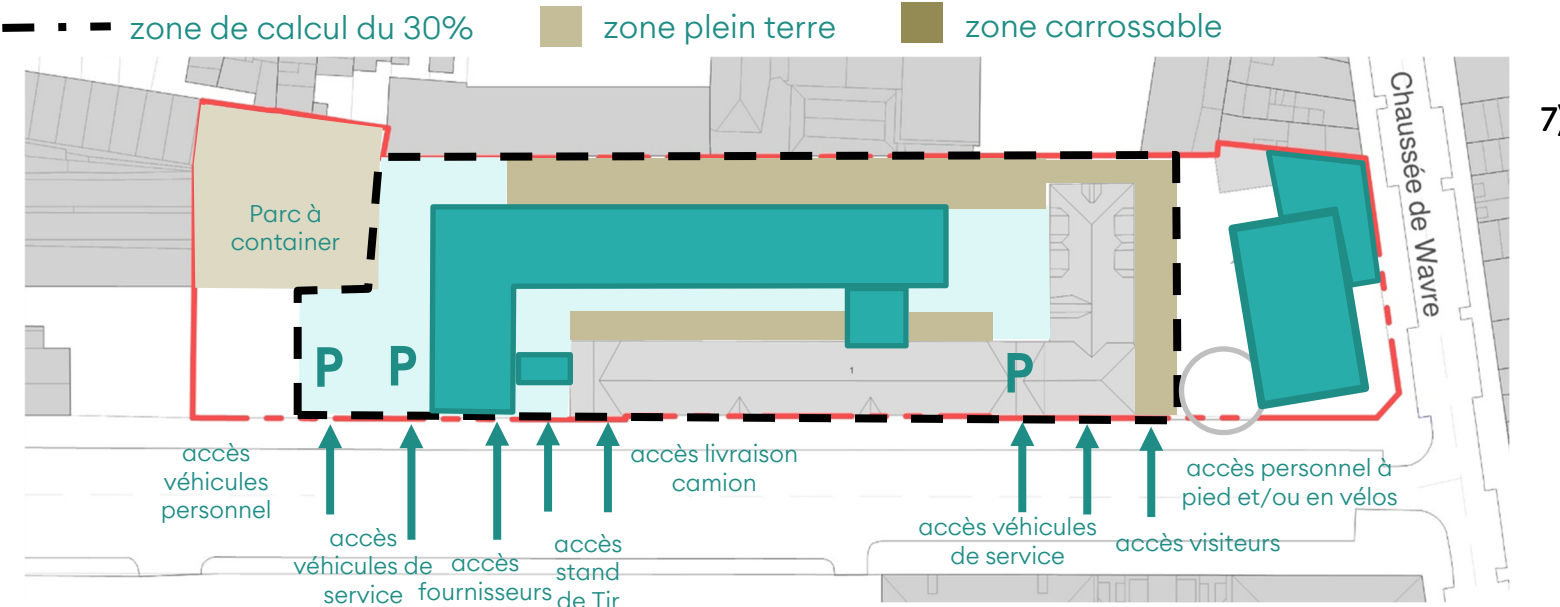 zone de calcul du 30%
zone plein terre
zone carrossable
7)
Chaussée de Wavre
Parc à
container
P
P
P
1
accès
véhicules
personnel
accès
véhicules de
service
accès
fournisseurs
accès
stand
de Tir
accès livraison
camion
accès véhicules
de service
accès visiteurs
accès personnel à
pied et/ou en vélos